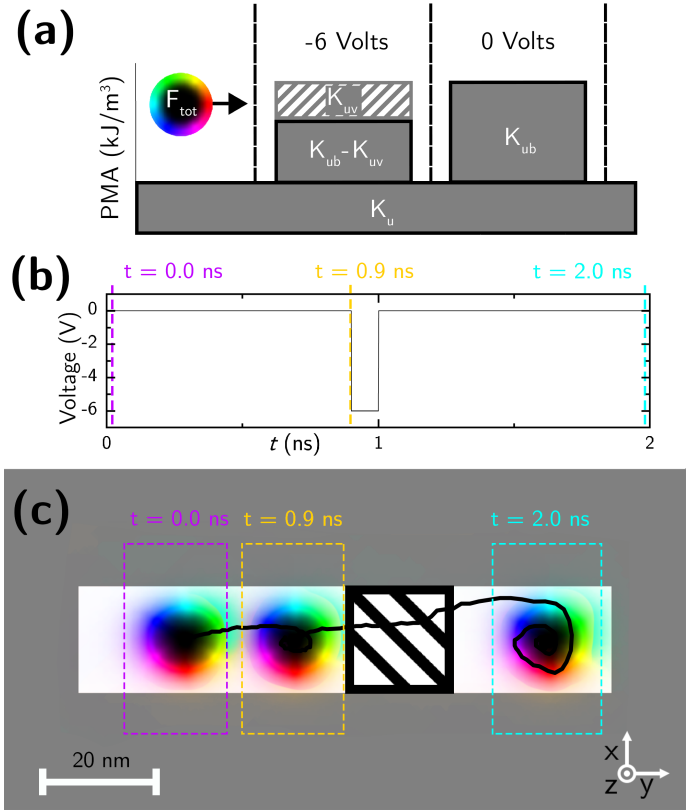 (a)
-6 Volts
0 Volts
PMA (kJ/m³)
F_tot
K_uv
K_ub-K_uv
K_ub
K_u
(b)
t = 0.0 ns
t = 0.9 ns
t = 2.0 ns
Voltage (V)
0
-2
-4
-6
0
t (ns)
1
2
(c)
t = 0.0 ns
t = 0.9 ns
t = 2.0 ns
20 nm
x
z
y